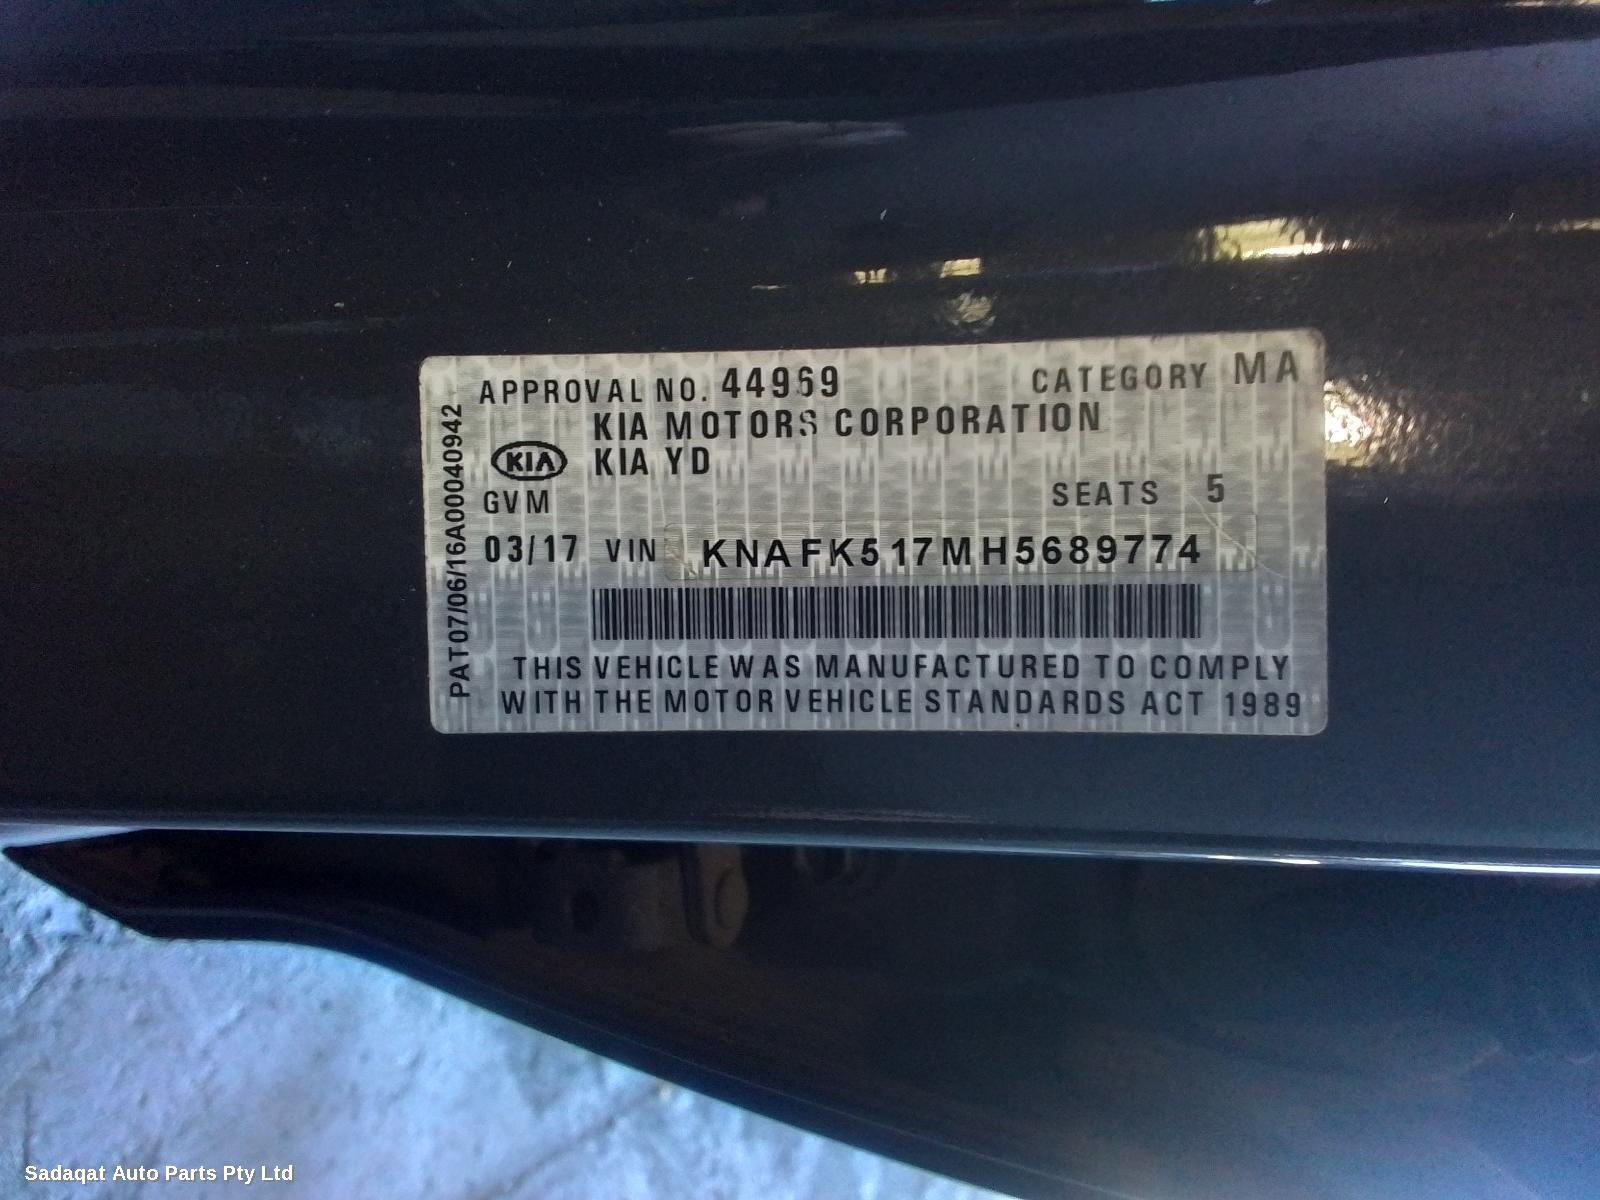 APPROVAL NO. 44969 CATEGORY MA
KIA MOTORS CORPORATION
KIA KIA YD
GVM SEATS 5
03/17 VIN KNAFK517MH5689774
THIS VEHICLE WAS MANUFACTURED TO COMPLY
WITH THE MOTOR VEHICLE STANDARDS ACT 1989
PAT07/06/16A00040942
Sadaqat Auto Parts Pty Ltd